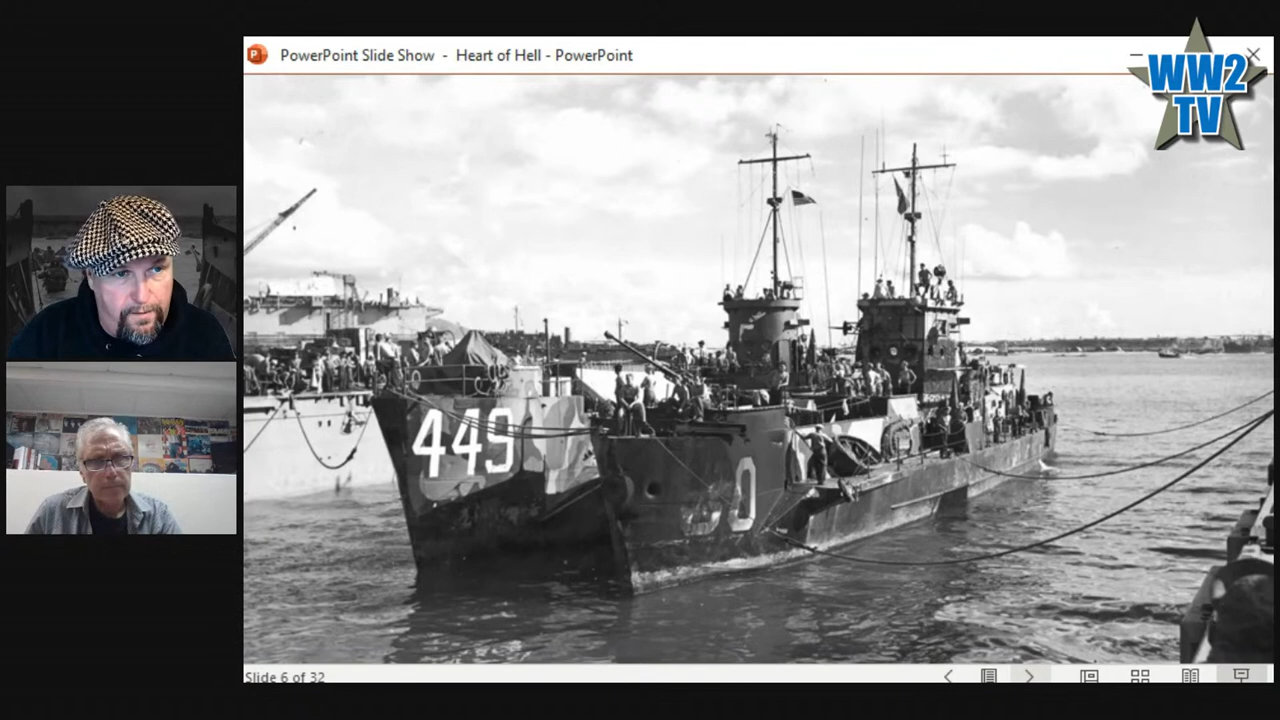 PowerPoint Slide Show - Heart of Hell - PowerPoint
WW2
TV
449
Slide 6 of 32